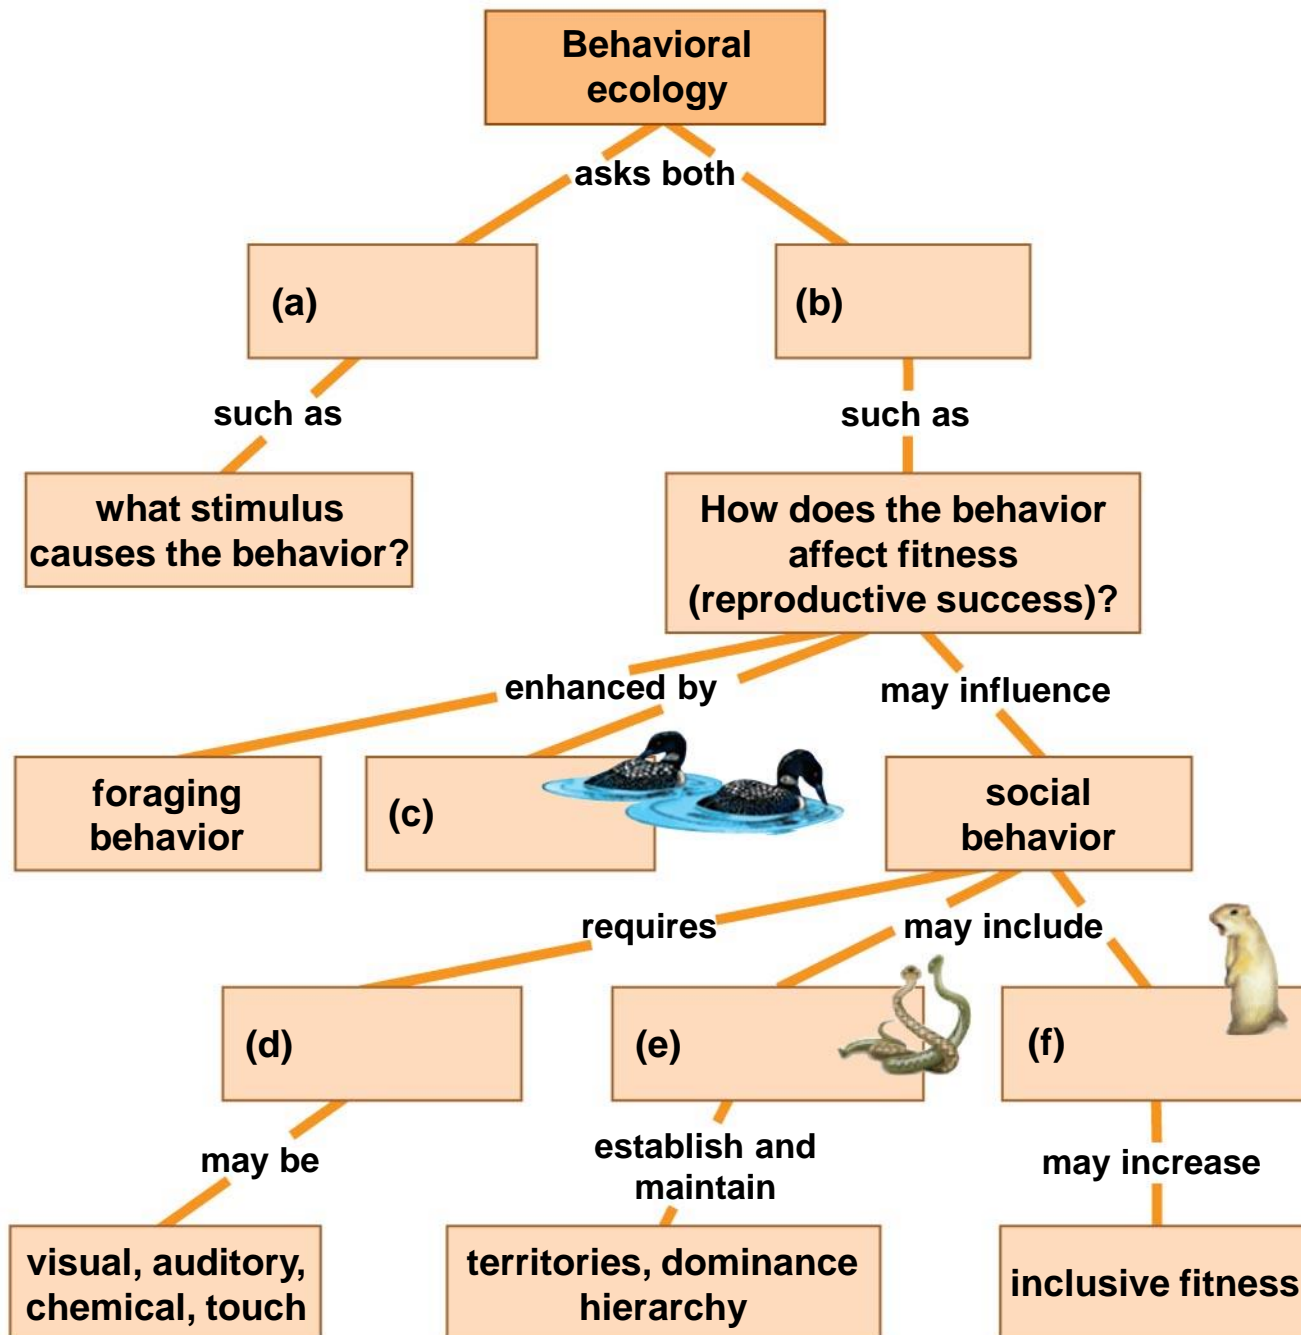 Behavioral
ecology
asks both
(a)
(b)
such as
such as
what stimulus
causes the behavior?
How does the behavior
affect fitness
(reproductive success)?
enhanced by
may influence
foraging
behavior
(c)
social
behavior
requires
may include
(d)
(e)
(f)
may be
establish and
maintain
may increase
visual, auditory,
chemical, touch
territories, dominance
hierarchy
inclusive fitness